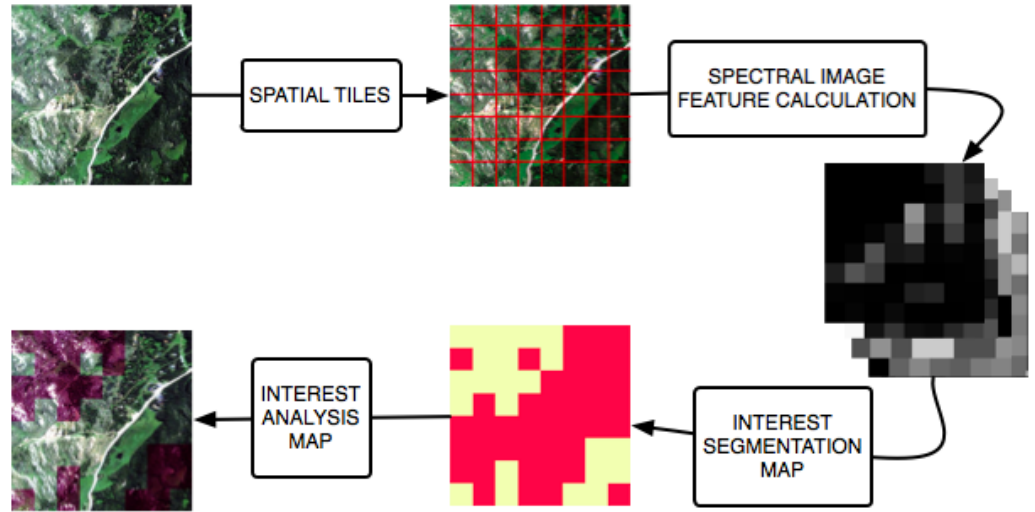 SPATIAL TILES
SPECTRAL IMAGE
FEATURE CALCULATION
INTEREST
ANALYSIS
MAP
INTEREST
SEGMENTATION
MAP